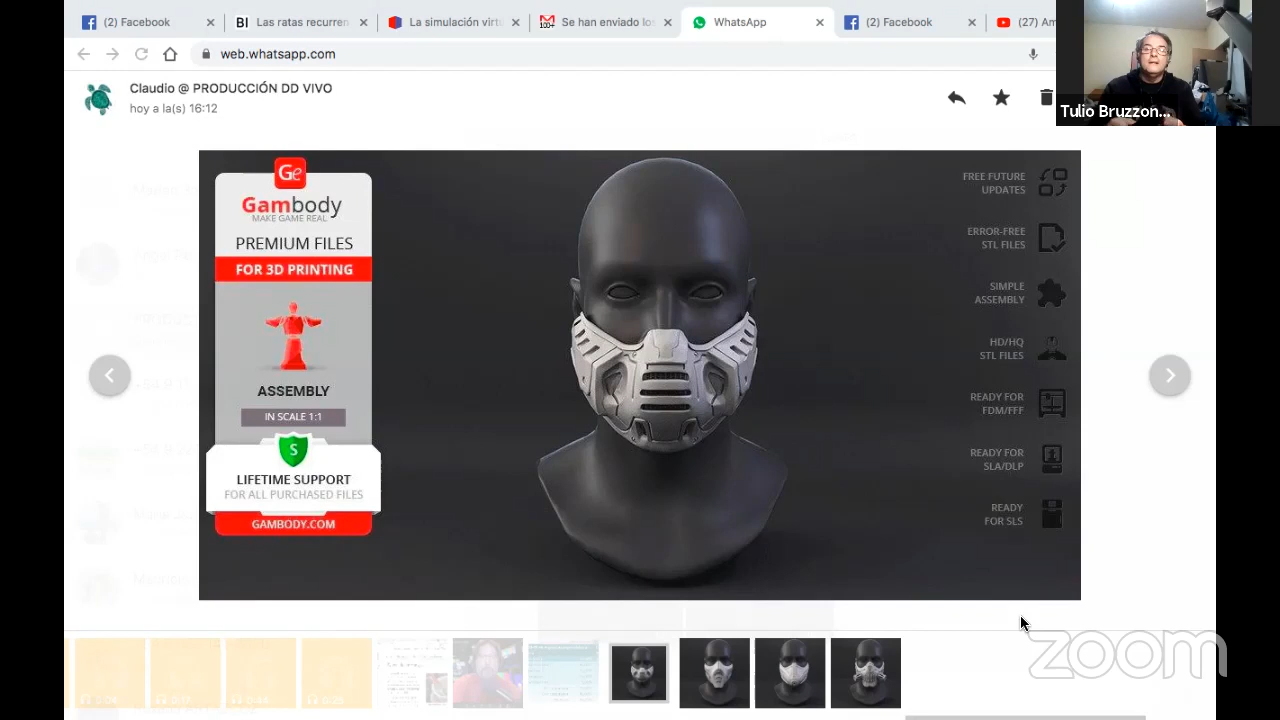 (2) Facebook
Las ratas recurren
La simulación virtu
Se han enviado los
WhatsApp
(2) Facebook
(27) Am
web.whatsapp.com
Claudio @ PRODUCCIÓN DD VIVO
hoy a la(s) 16:12
Tulio Bruzzon...
Ge
Gambody
MAKE GAME REAL
PREMIUM FILES
FOR 3D PRINTING
ASSEMBLY
IN SCALE 1:1
S
LIFETIME SUPPORT
FOR ALL PURCHASED FILES
GAMBODY.COM
FREE FUTURE
UPDATES
ERROR-FREE
STL FILES
SIMPLE
ASSEMBLY
HD/HQ
STL FILES
READY FOR
FDM/FFF
READY FOR
SLA/DLP
READY
FOR SLS
zoom